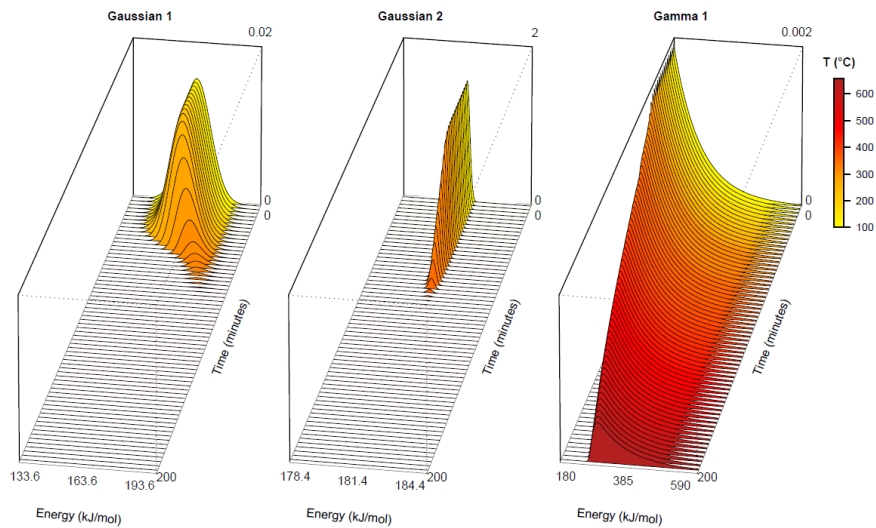 Gaussian 1
Gaussian 2
Gamma 1
0.02
2
0.002
T (°C)
600
500
400
300
200
100
0
0
0
0
0
0
Time (minutes)
Time (minutes)
Time (minutes)
133.6
163.6
193.6
200
178.4
181.4
184.4
200
180
385
590
200
Energy (kJ/mol)
Energy (kJ/mol)
Energy (kJ/mol)